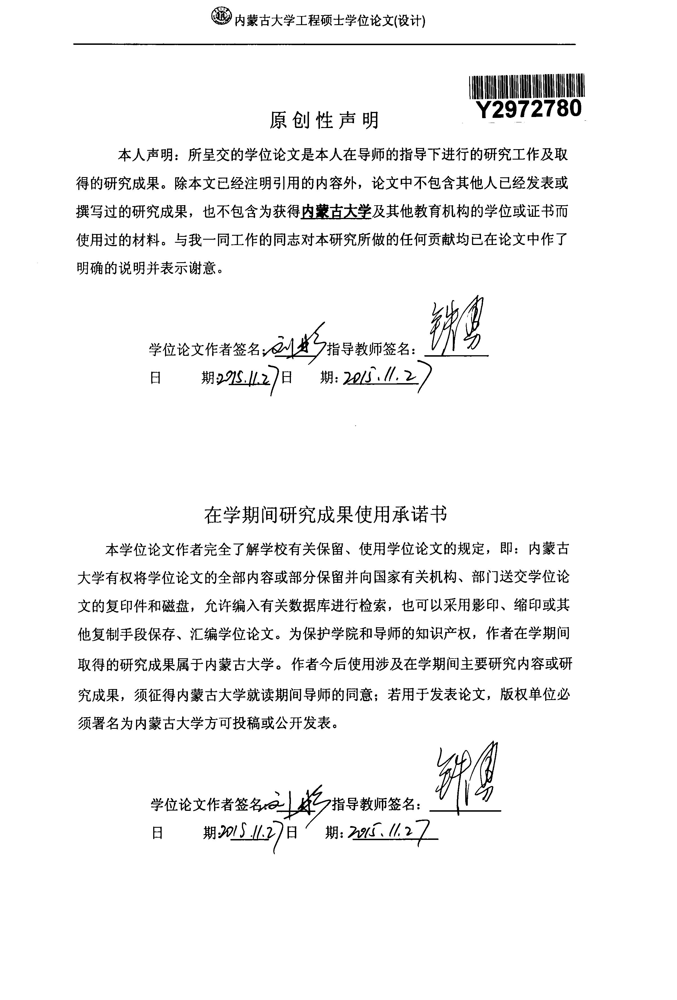 内蒙古大学工程硕士学位论文(设计)
Y2972780
原创性声明
本人声明：所呈交的学位论文是本人在导师的指导下进行的研究工作及取
得的研究成果。除本文已经注明引用的内容外，论文中不包含其他人已经发表或
撰写过的研究成果，也不包含为获得内蒙古大学及其他教育机构的学位或证书而
使用过的材料。与我一同工作的同志对本研究所做的任何贡献均已在论文中作了
明确的说明并表示谢意。
学位论文作者签名：刘彬 指导教师签名：铁勇
日 期：2015.11.27 日 期：2015.11.27
在学期间研究成果使用承诺书
本学位论文作者完全了解学校有关保留、使用学位论文的规定，即：内蒙古
大学有权将学位论文的全部内容或部分保留并向国家有关机构、部门送交学位论
文的复印件和磁盘，允许编入有关数据库进行检索，也可以采用影印、缩印或其
他复制手段保存、汇编学位论文。为保护学院和导师的知识产权，作者在学期间
取得的研究成果属于内蒙古大学。作者今后使用涉及在学期间主要研究内容或研
究成果，须征得内蒙古大学就读期间导师的同意；若用于发表论文，版权单位必
须署名为内蒙古大学方可投稿或公开发表。
学位论文作者签名：刘彬 指导教师签名：铁勇
日 期：2015.11.27 日 期：2015.11.27